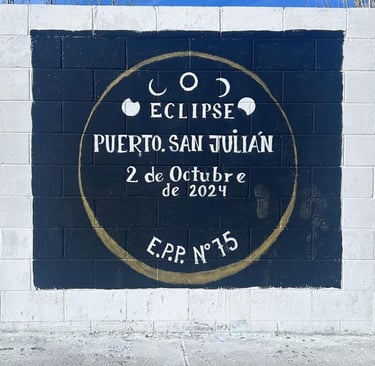 ECLIPSE
PUERTO.SAN JULIÁN
2 de Octubre
de 2024
E.P.P. N°75